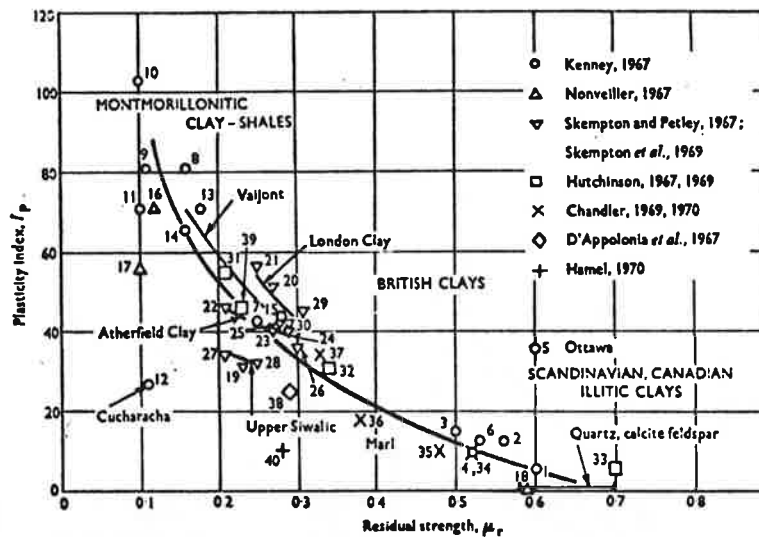 120
100
80
60
40
20
0
0
0·1
0·2
0·3
0·4
0·5
0·6
0·7
0·8
Plasticity Index, Ip
Residual strength, μr
Kenney, 1967
Nonveiller, 1967
Skempton and Petley, 1967;
Skempton et al., 1969
Hutchinson, 1967, 1969
Chandler, 1969, 1970
D'Appolonia et al., 1967
Hamel, 1970
10
MONTMORILLONITIC
CLAY – SHALES
9
8
11
16
13
14
Vaijont
39
31
21
London Clay
20
17
BRITISH CLAYS
22
7
15
29
30
Atherfield Clay
25
23
24
37
27
19
28
26
32
5 Ottawa
SCANDINAVIAN, CANADIAN
ILLITIC CLAYS
12
Cucharacha
38
Upper Siwalic
36
Marl
40
3
6
2
35
4,34
Quartz, calcite feldspar
33
18
1